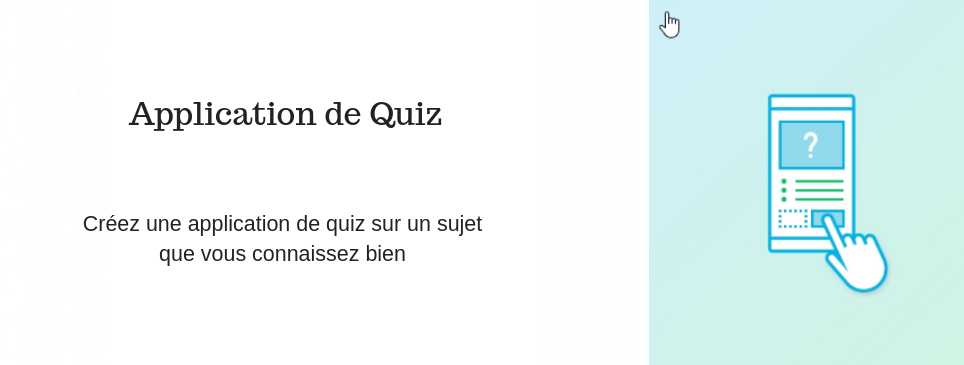 Application de Quiz
Créez une application de quiz sur un sujet
que vous connaissez bien
?